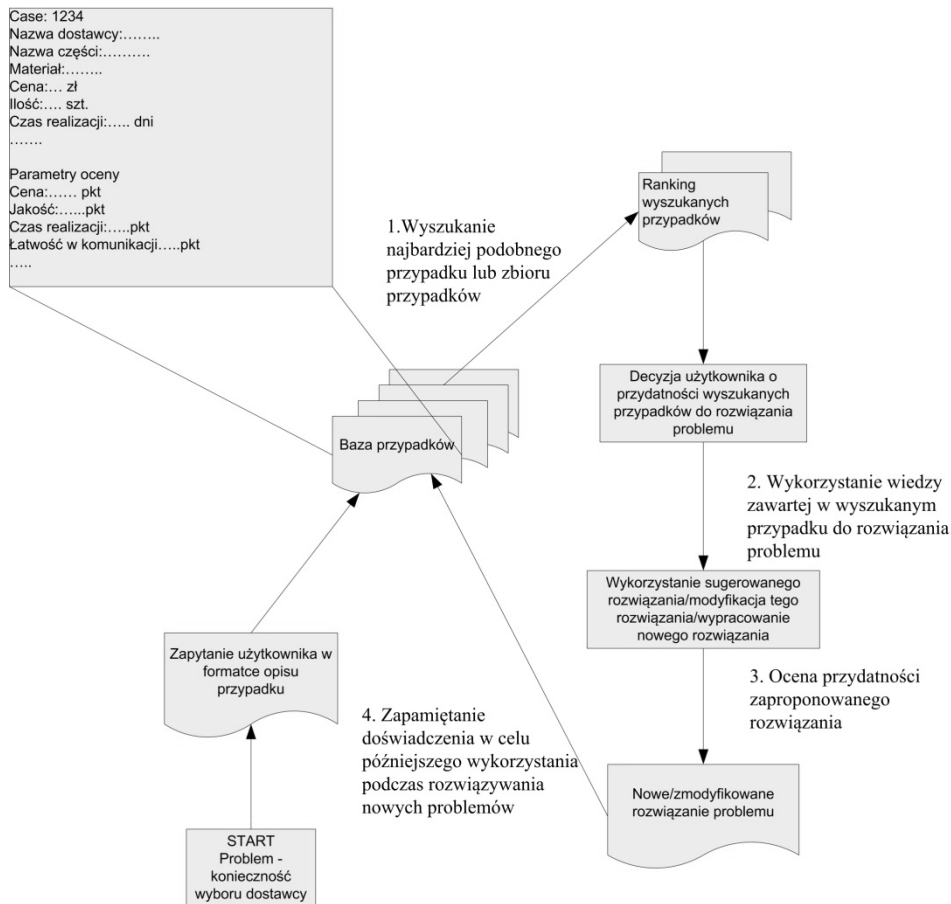 Case: 1234
Nazwa dostawcy:……..
Nazwa części:……….
Materiał:……..
Cena:… zł
Ilość:…. szt.
Czas realizacji:….. dni
…….
Parametry oceny
Cena:…… pkt
Jakość:…...pkt
Czas realizacji:…..pkt
Łatwość w komunikacji…..pkt
…..
1.Wyszukanie
najbardziej podobnego
przypadku lub zbioru
przypadków
Ranking
wyszukanych
przypadków
Decyzja użytkownika o
przydatności wyszukanych
przypadków do rozwiązania
problemu
Baza przypadków
2. Wykorzystanie wiedzy
zawartej w wyszukanym
przypadku do rozwiązania
problemu
Wykorzystanie sugerowanego
rozwiązania/modyfikacja tego
rozwiązania/wypracowanie
nowego rozwiązania
Zapytanie użytkownika w
formatce opisu
przypadku
3. Ocena przydatności
zaproponowanego
rozwiązania
4. Zapamiętanie
doświadczenia w celu
późniejszego wykorzystania
podczas rozwiązywania
nowych problemów
Nowe/zmodyfikowane
rozwiązanie problemu
START
Problem -
konieczność
wyboru dostawcy